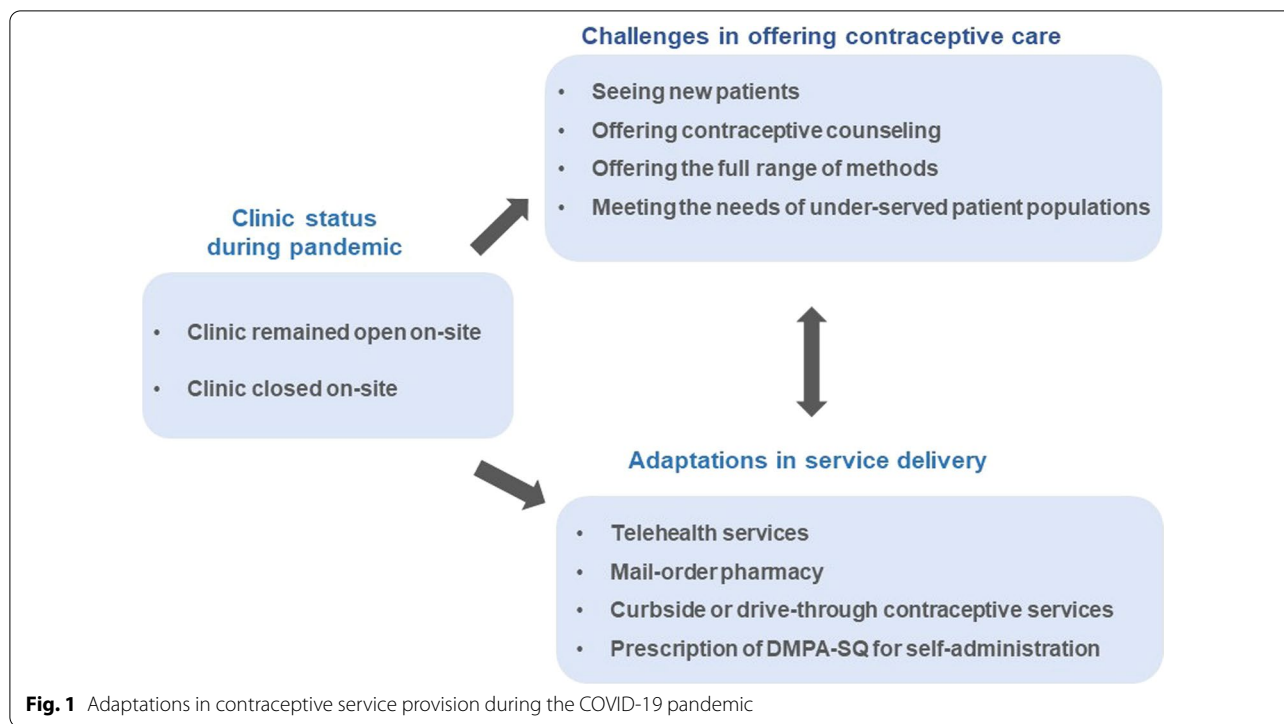 Challenges in offering contraceptive care
• Seeing new patients
• Offering contraceptive counseling
• Offering the full range of methods
• Meeting the needs of under-served patient populations
Clinic status
during pandemic
• Clinic remained open on-site
• Clinic closed on-site
Adaptations in service delivery
• Telehealth services
• Mail-order pharmacy
• Curbside or drive-through contraceptive services
• Prescription of DMPA-SQ for self-administration
Fig. 1 Adaptations in contraceptive service provision during the COVID-19 pandemic